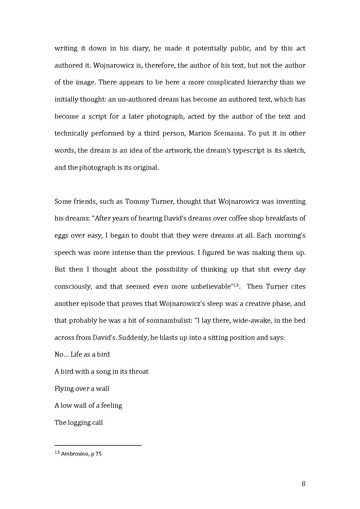 writing it down in his diary, he made it potentially public, and by this act
authored it. Wojnarowicz is, therefore, the author of his text, but not the author
of the image. There appears to be here a more complicated hierarchy than we
initially thought: an un-authored dream has become an authored text, which has
become a script for a later photograph, acted by the author of the text and
technically performed by a third person, Marion Scemama. To put it in other
words, the dream is an idea of the artwork, the dream's typescript is its sketch,
and the photograph is its original.
Some friends, such as Tommy Turner, thought that Wojnarowicz was inventing
his dreams: "After years of hearing David's dreams over coffee shop breakfasts of
eggs over easy, I began to doubt that they were dreams at all. Each morning's
speech was more intense than the previous. I figured he was making them up.
But then I thought about the possibility of thinking up that shit every day
consciously, and that seemed even more unbelievable"15. Then Turner cites
another episode that proves that Wojnarowicz's sleep was a creative phase, and
that probably he was a bit of somnambulist: "I lay there, wide-awake, in the bed
across from David's. Suddenly, he blasts up into a sitting position and says:
No... Life as a bird
A bird with a song in its throat
Flying over a wall
A low wall of a feeling
The logging call
15 Ambrosino, p 75
8